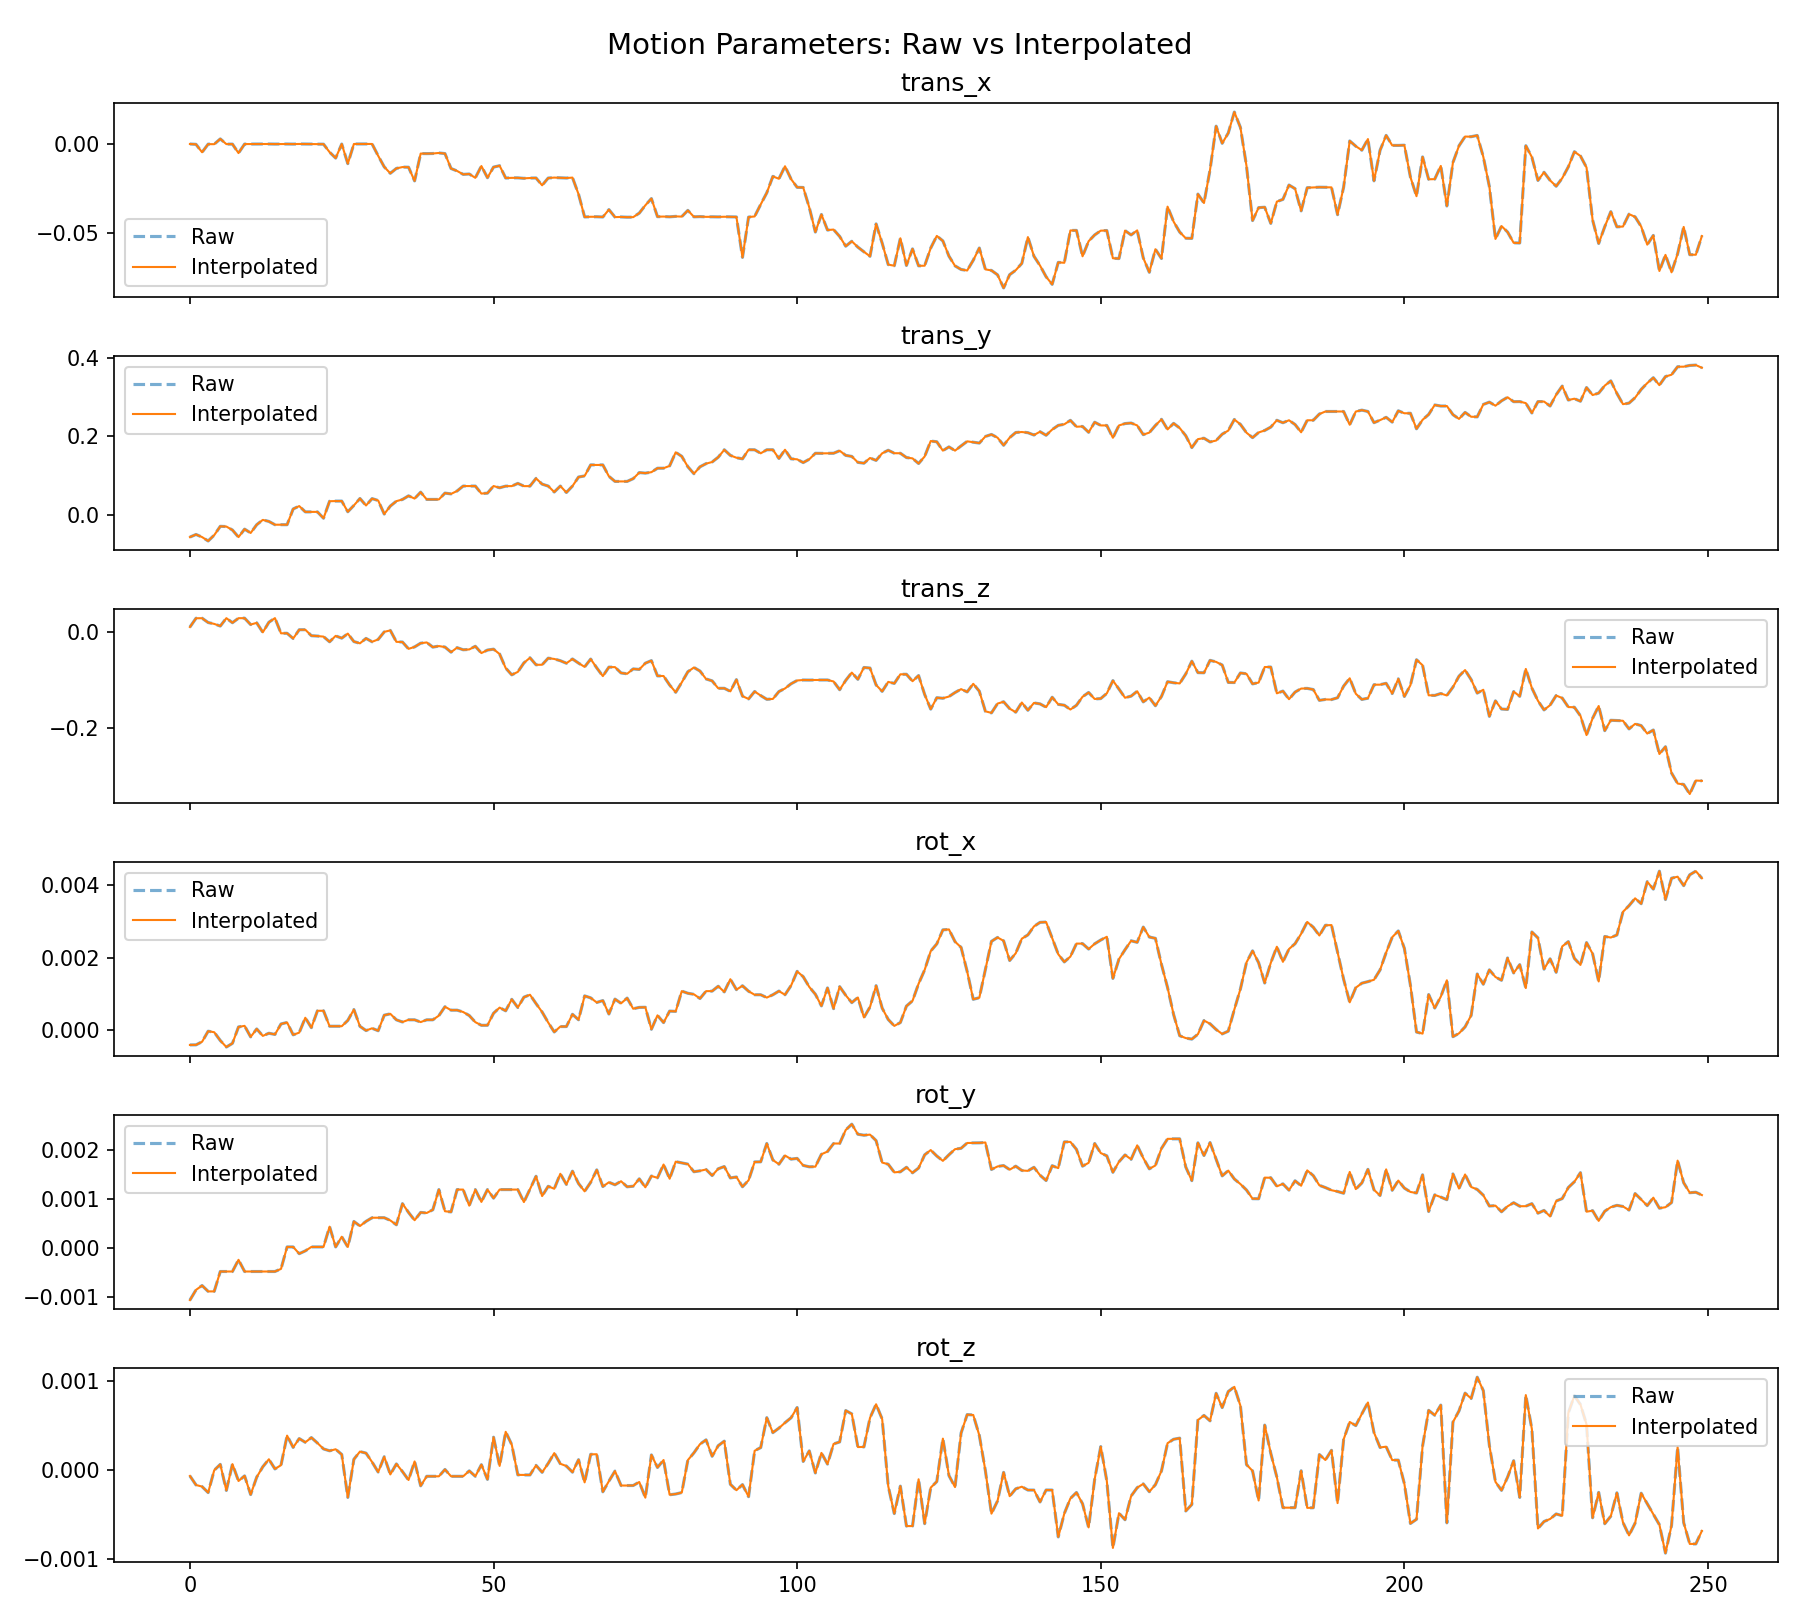 Motion Parameters: Raw vs Interpolated
trans_x
0.00
−0.05
Raw
Interpolated
trans_y
0.4
0.2
0.0
Raw
Interpolated
trans_z
0.0
−0.2
Raw
Interpolated
rot_x
0.004
0.002
0.000
Raw
Interpolated
rot_y
0.002
0.001
0.000
−0.001
Raw
Interpolated
rot_z
0.001
0.000
−0.001
Raw
Interpolated
0 50 100 150 200 250